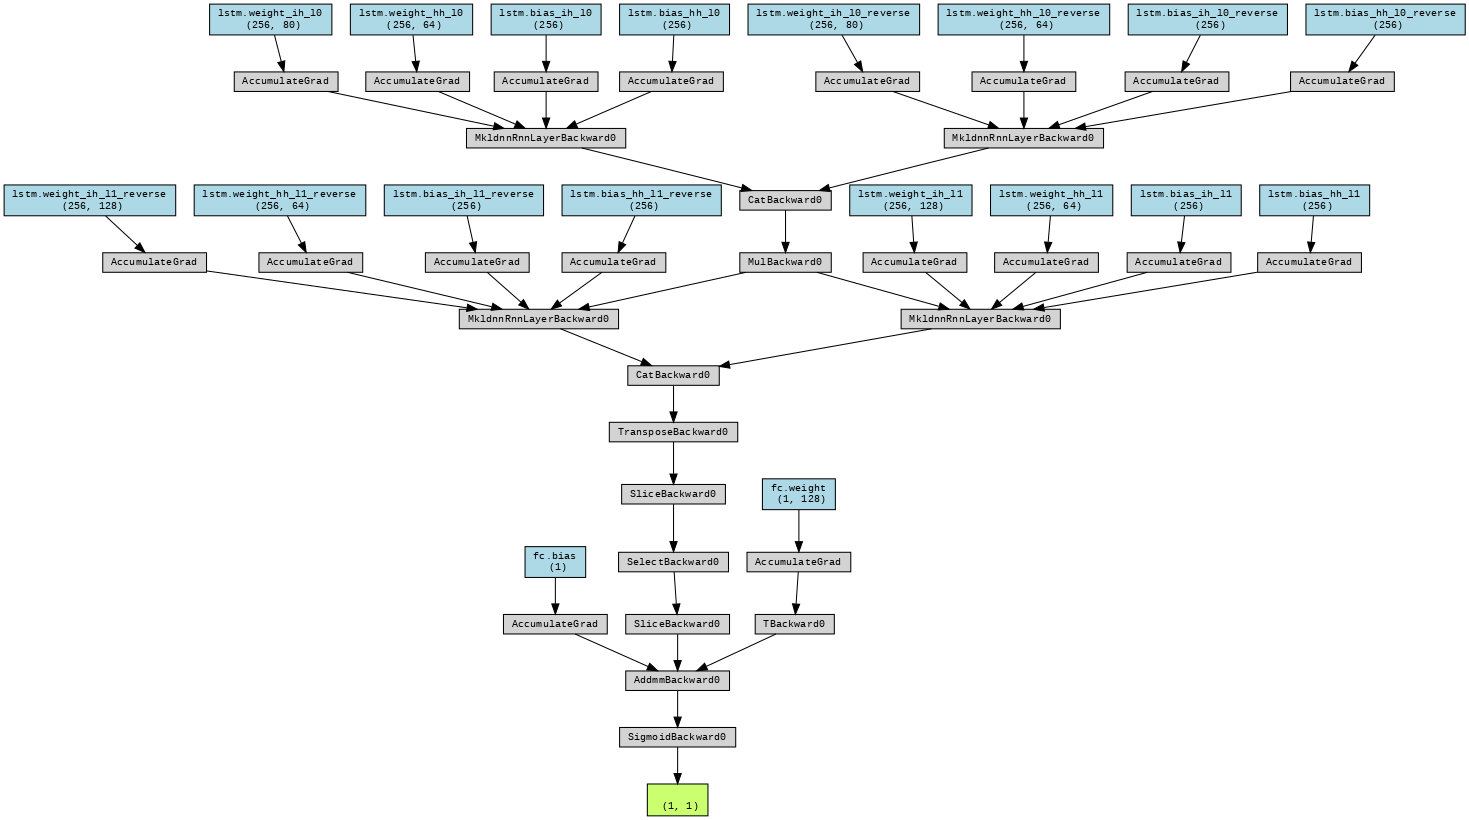 lstm.weight_ih_l0
(256, 80)
lstm.weight_hh_l0
(256, 64)
lstm.bias_ih_l0
(256)
lstm.bias_hh_l0
(256)
lstm.weight_ih_l0_reverse
(256, 80)
lstm.weight_hh_l0_reverse
(256, 64)
lstm.bias_ih_l0_reverse
(256)
lstm.bias_hh_l0_reverse
(256)
AccumulateGrad
AccumulateGrad
AccumulateGrad
AccumulateGrad
AccumulateGrad
AccumulateGrad
AccumulateGrad
AccumulateGrad
MkldnnRnnLayerBackward0
MkldnnRnnLayerBackward0
lstm.weight_ih_l1_reverse
(256, 128)
lstm.weight_hh_l1_reverse
(256, 64)
lstm.bias_ih_l1_reverse
(256)
lstm.bias_hh_l1_reverse
(256)
CatBackward0
lstm.weight_ih_l1
(256, 128)
lstm.weight_hh_l1
(256, 64)
lstm.bias_ih_l1
(256)
lstm.bias_hh_l1
(256)
AccumulateGrad
AccumulateGrad
AccumulateGrad
AccumulateGrad
MulBackward0
AccumulateGrad
AccumulateGrad
AccumulateGrad
AccumulateGrad
MkldnnRnnLayerBackward0
MkldnnRnnLayerBackward0
CatBackward0
TransposeBackward0
SliceBackward0
fc.weight
(1, 128)
fc.bias
(1)
SelectBackward0
AccumulateGrad
AccumulateGrad
SliceBackward0
TBackward0
AddmmBackward0
SigmoidBackward0
(1, 1)